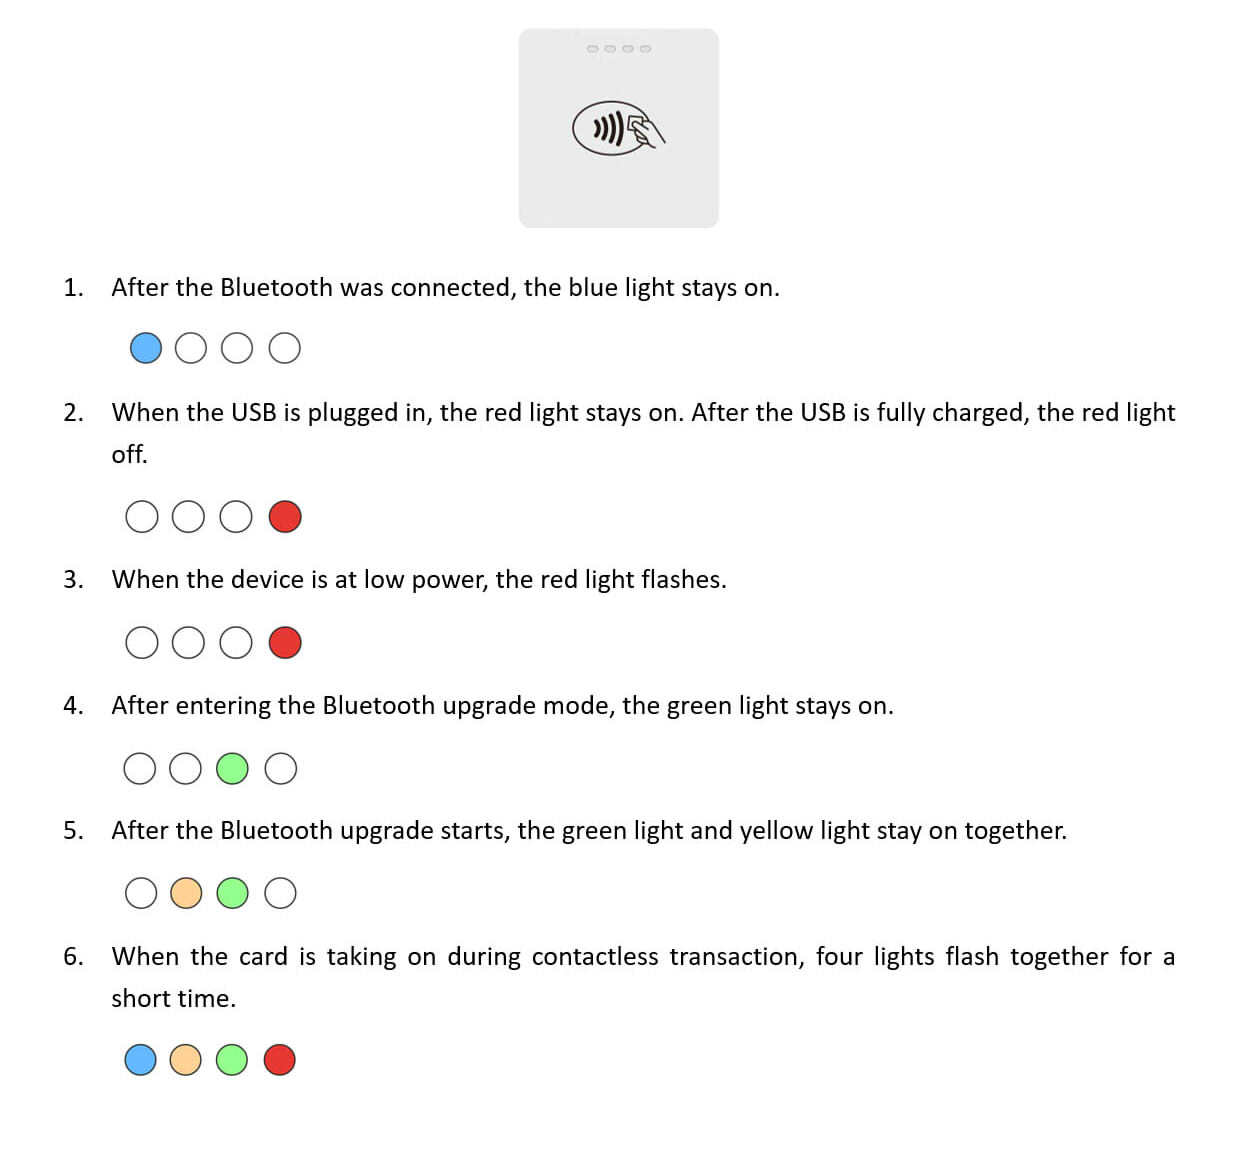 1. After the Bluetooth was connected, the blue light stays on.
2. When the USB is plugged in, the red light stays on. After the USB is fully charged, the red light
off.
3. When the device is at low power, the red light flashes.
4. After entering the Bluetooth upgrade mode, the green light stays on.
5. After the Bluetooth upgrade starts, the green light and yellow light stay on together.
6. When the card is taking on during contactless transaction, four lights flash together for a
short time.